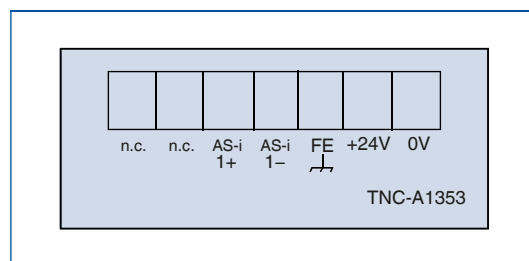 n.c. n.c. AS-i AS-i FE +24V 0V
1+ 1–
TNC-A1353